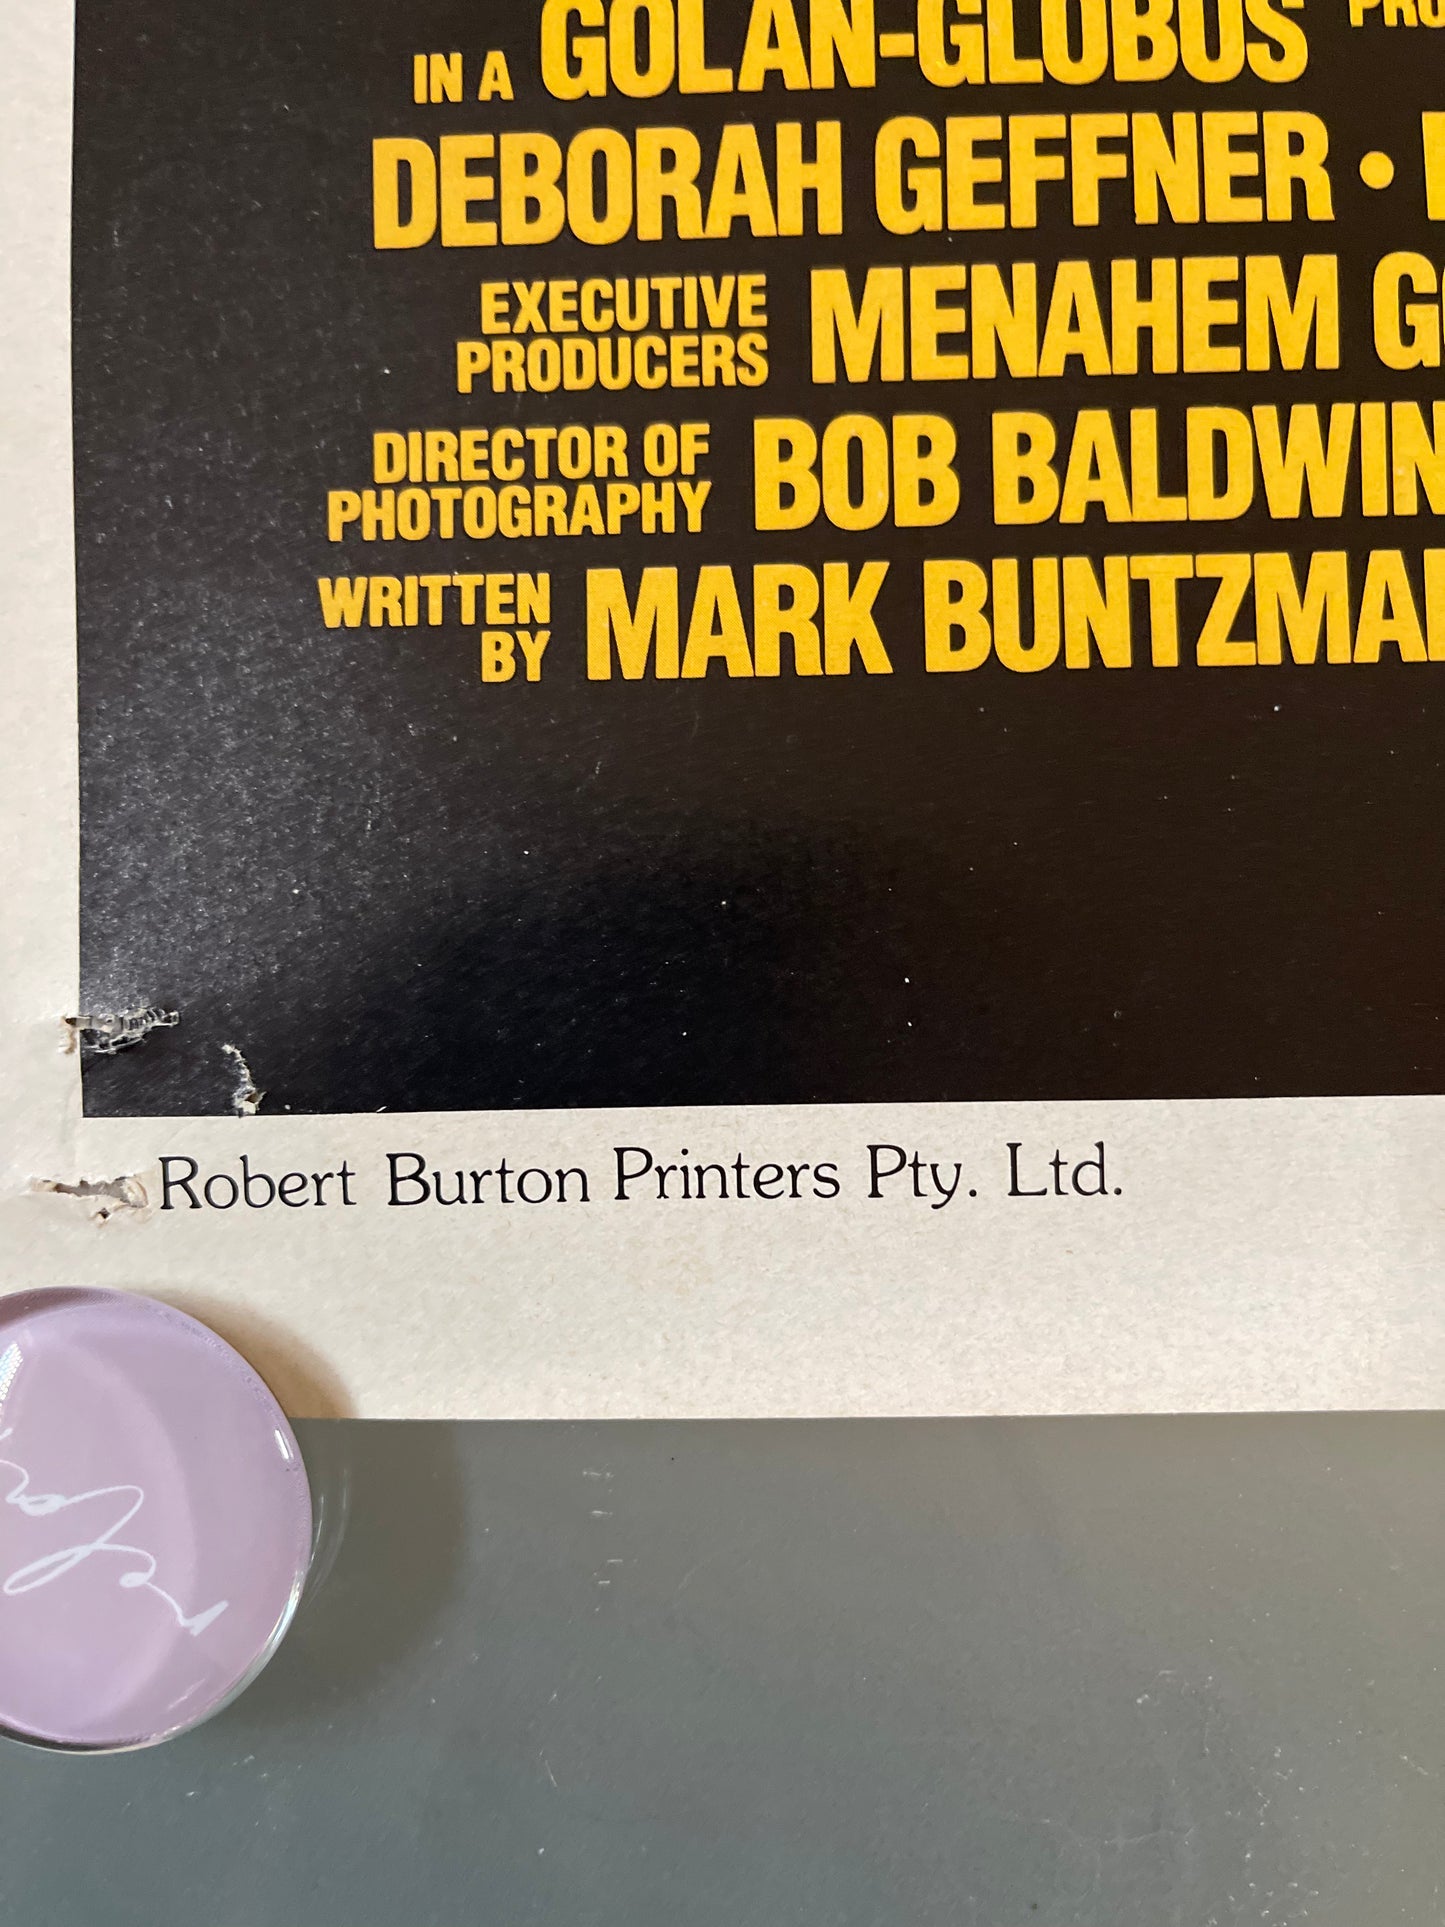 IN A GOLAN-GLOBUS
DEBORAH GEFFNER •
EXECUTIVE PRODUCERS MENAHEM
DIRECTOR OF PHOTOGRAPHY BOB BALDWIN
WRITTEN BY MARK BUNTZMA
Robert Burton Printers Pty. Ltd.